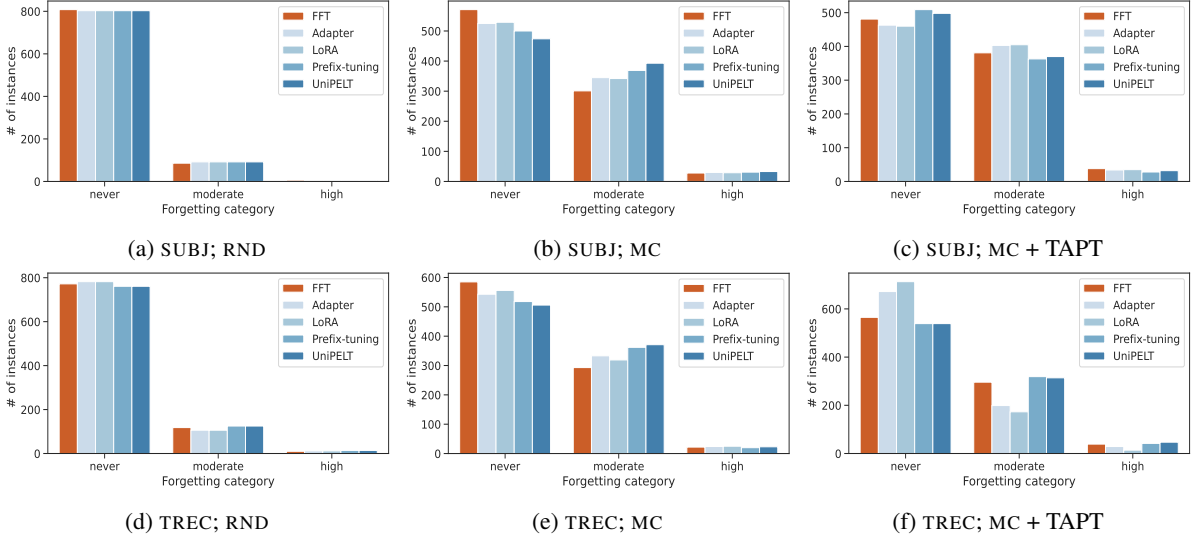 800
600
400
200
0
# of instances
never
moderate
high
Forgetting category
FFT
Adapter
LoRA
Prefix-tuning
UniPELT
(a) SUBJ; RND
500
400
300
200
100
0
# of instances
never
moderate
high
Forgetting category
FFT
Adapter
LoRA
Prefix-tuning
UniPELT
(b) SUBJ; MC
500
400
300
200
100
0
# of instances
never
moderate
high
Forgetting category
FFT
Adapter
LoRA
Prefix-tuning
UniPELT
(c) SUBJ; MC + TAPT
800
600
400
200
0
# of instances
never
moderate
high
Forgetting category
FFT
Adapter
LoRA
Prefix-tuning
UniPELT
(d) TREC; RND
600
500
400
300
200
100
0
# of instances
never
moderate
high
Forgetting category
FFT
Adapter
LoRA
Prefix-tuning
UniPELT
(e) TREC; MC
600
400
200
0
# of instances
never
moderate
high
Forgetting category
FFT
Adapter
LoRA
Prefix-tuning
UniPELT
(f) TREC; MC + TAPT